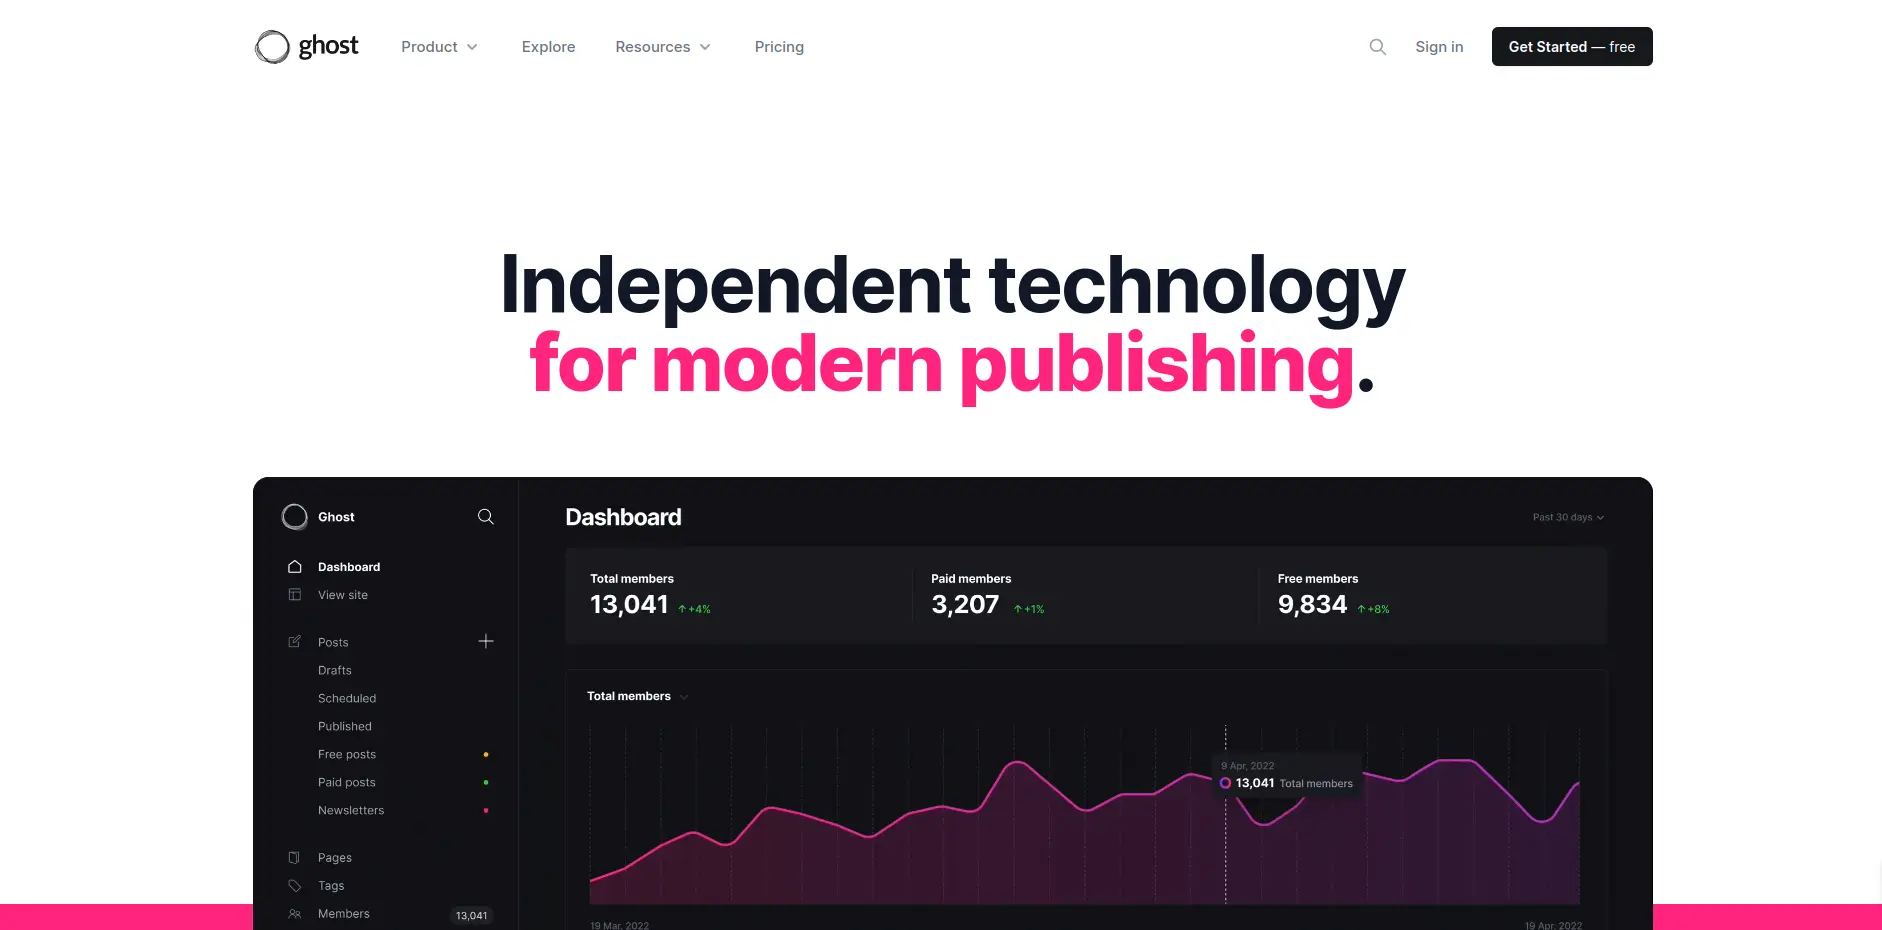 ghost
Product
Explore
Resources
Pricing
Sign in
Get Started — free
Independent technology
for modern publishing.
Ghost
Dashboard
View site
Posts
Drafts
Scheduled
Published
Free posts
Paid posts
Newsletters
Pages
Tags
Members
13,041
Dashboard
Past 30 days
Total members
13,041 ↑+4%
Paid members
3,207 ↑+1%
Free members
9,834 ↑+8%
Total members
9 Apr, 2022
13,041 Total members
19 Mar, 2022
19 Apr, 2022